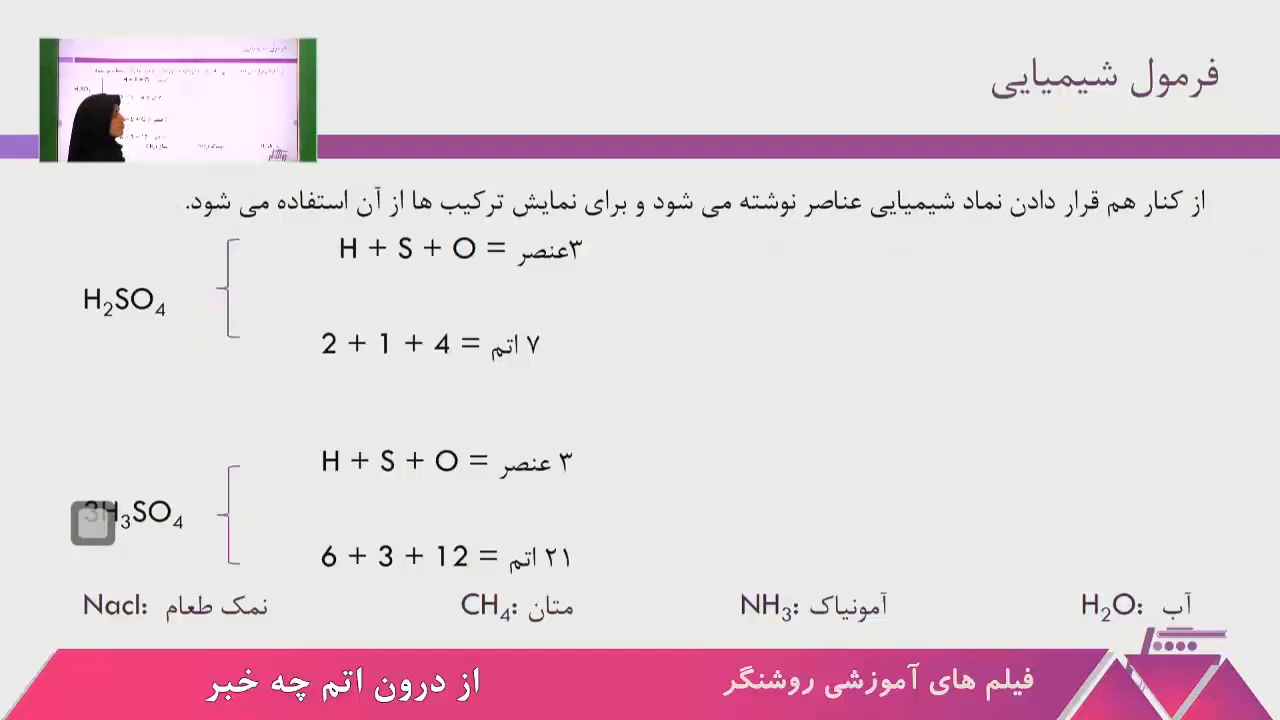 فرمول شیمیایی
از کنار هم قرار دادن نماد شیمیایی عناصر نوشته می شود و برای نمایش ترکیب ها از آن استفاده می شود.
H + S + O = ۳عنصر
H₂SO₄
2 + 1 + 4 = ۷ اتم
H + S + O = ۳ عنصر
3H₃SO₄
6 + 3 + 12 = ۲۱ اتم
H₂O: آب
NH₃: آمونیاک
CH₄: متان
Nacl: نمک طعام
فیلم های آموزشی روشنگر
از درون اتم چه خبر